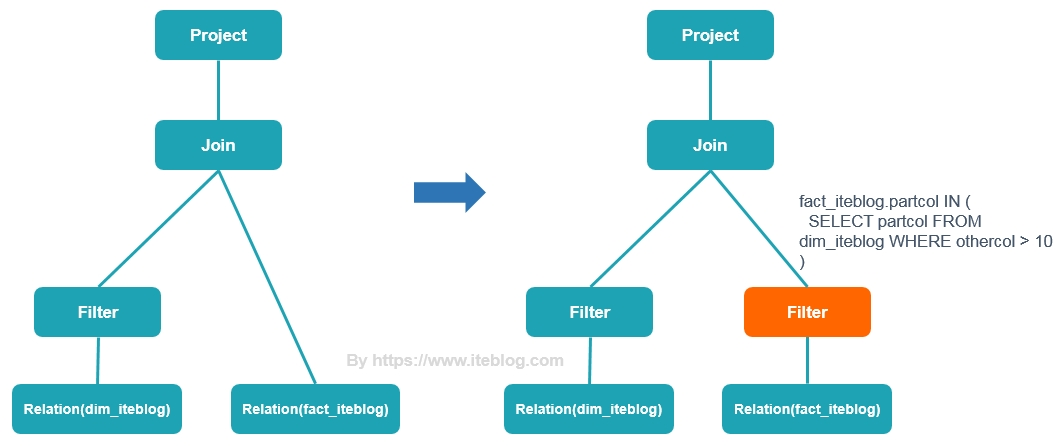 Project
Project
Join
Join
fact_iteblog.partcol IN (
SELECT partcol FROM
dim_iteblog WHERE othercol > 10
)
Filter
Filter
Filter
By https://www.iteblog.com
Relation(dim_iteblog)
Relation(fact_iteblog)
Relation(dim_iteblog)
Relation(fact_iteblog)